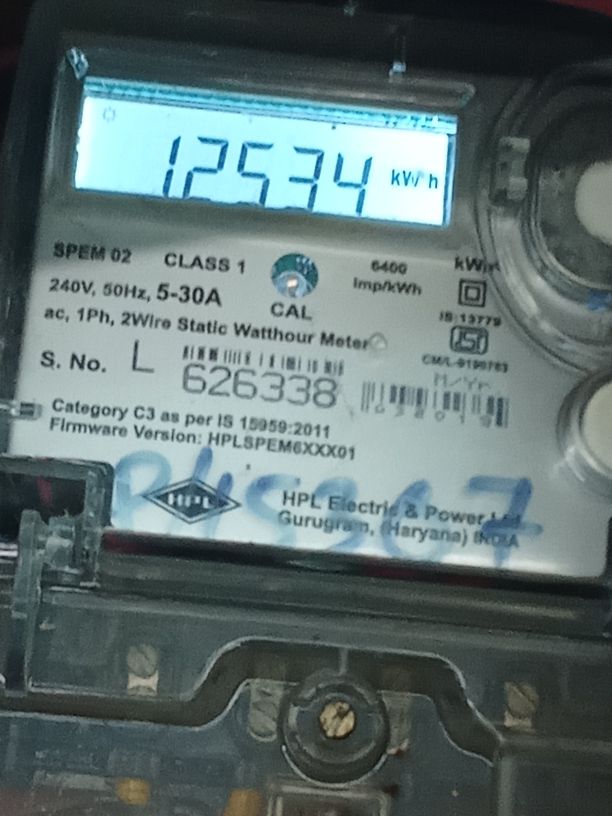 12534 kWh
SPEM 02 CLASS 1
6400
imp/kWh
240V, 50Hz, 5-30A
CAL
IS:13779
ac, 1Ph, 2Wire Static Watthour Meter
S. No. L 626338
M/Yr.
Category C3 as per IS 15959:2011
Firmware Version: HPLSPEM6XXX01
HPL
HPL Electric & Power Ltd
Gurugram, (Haryana) INDIA